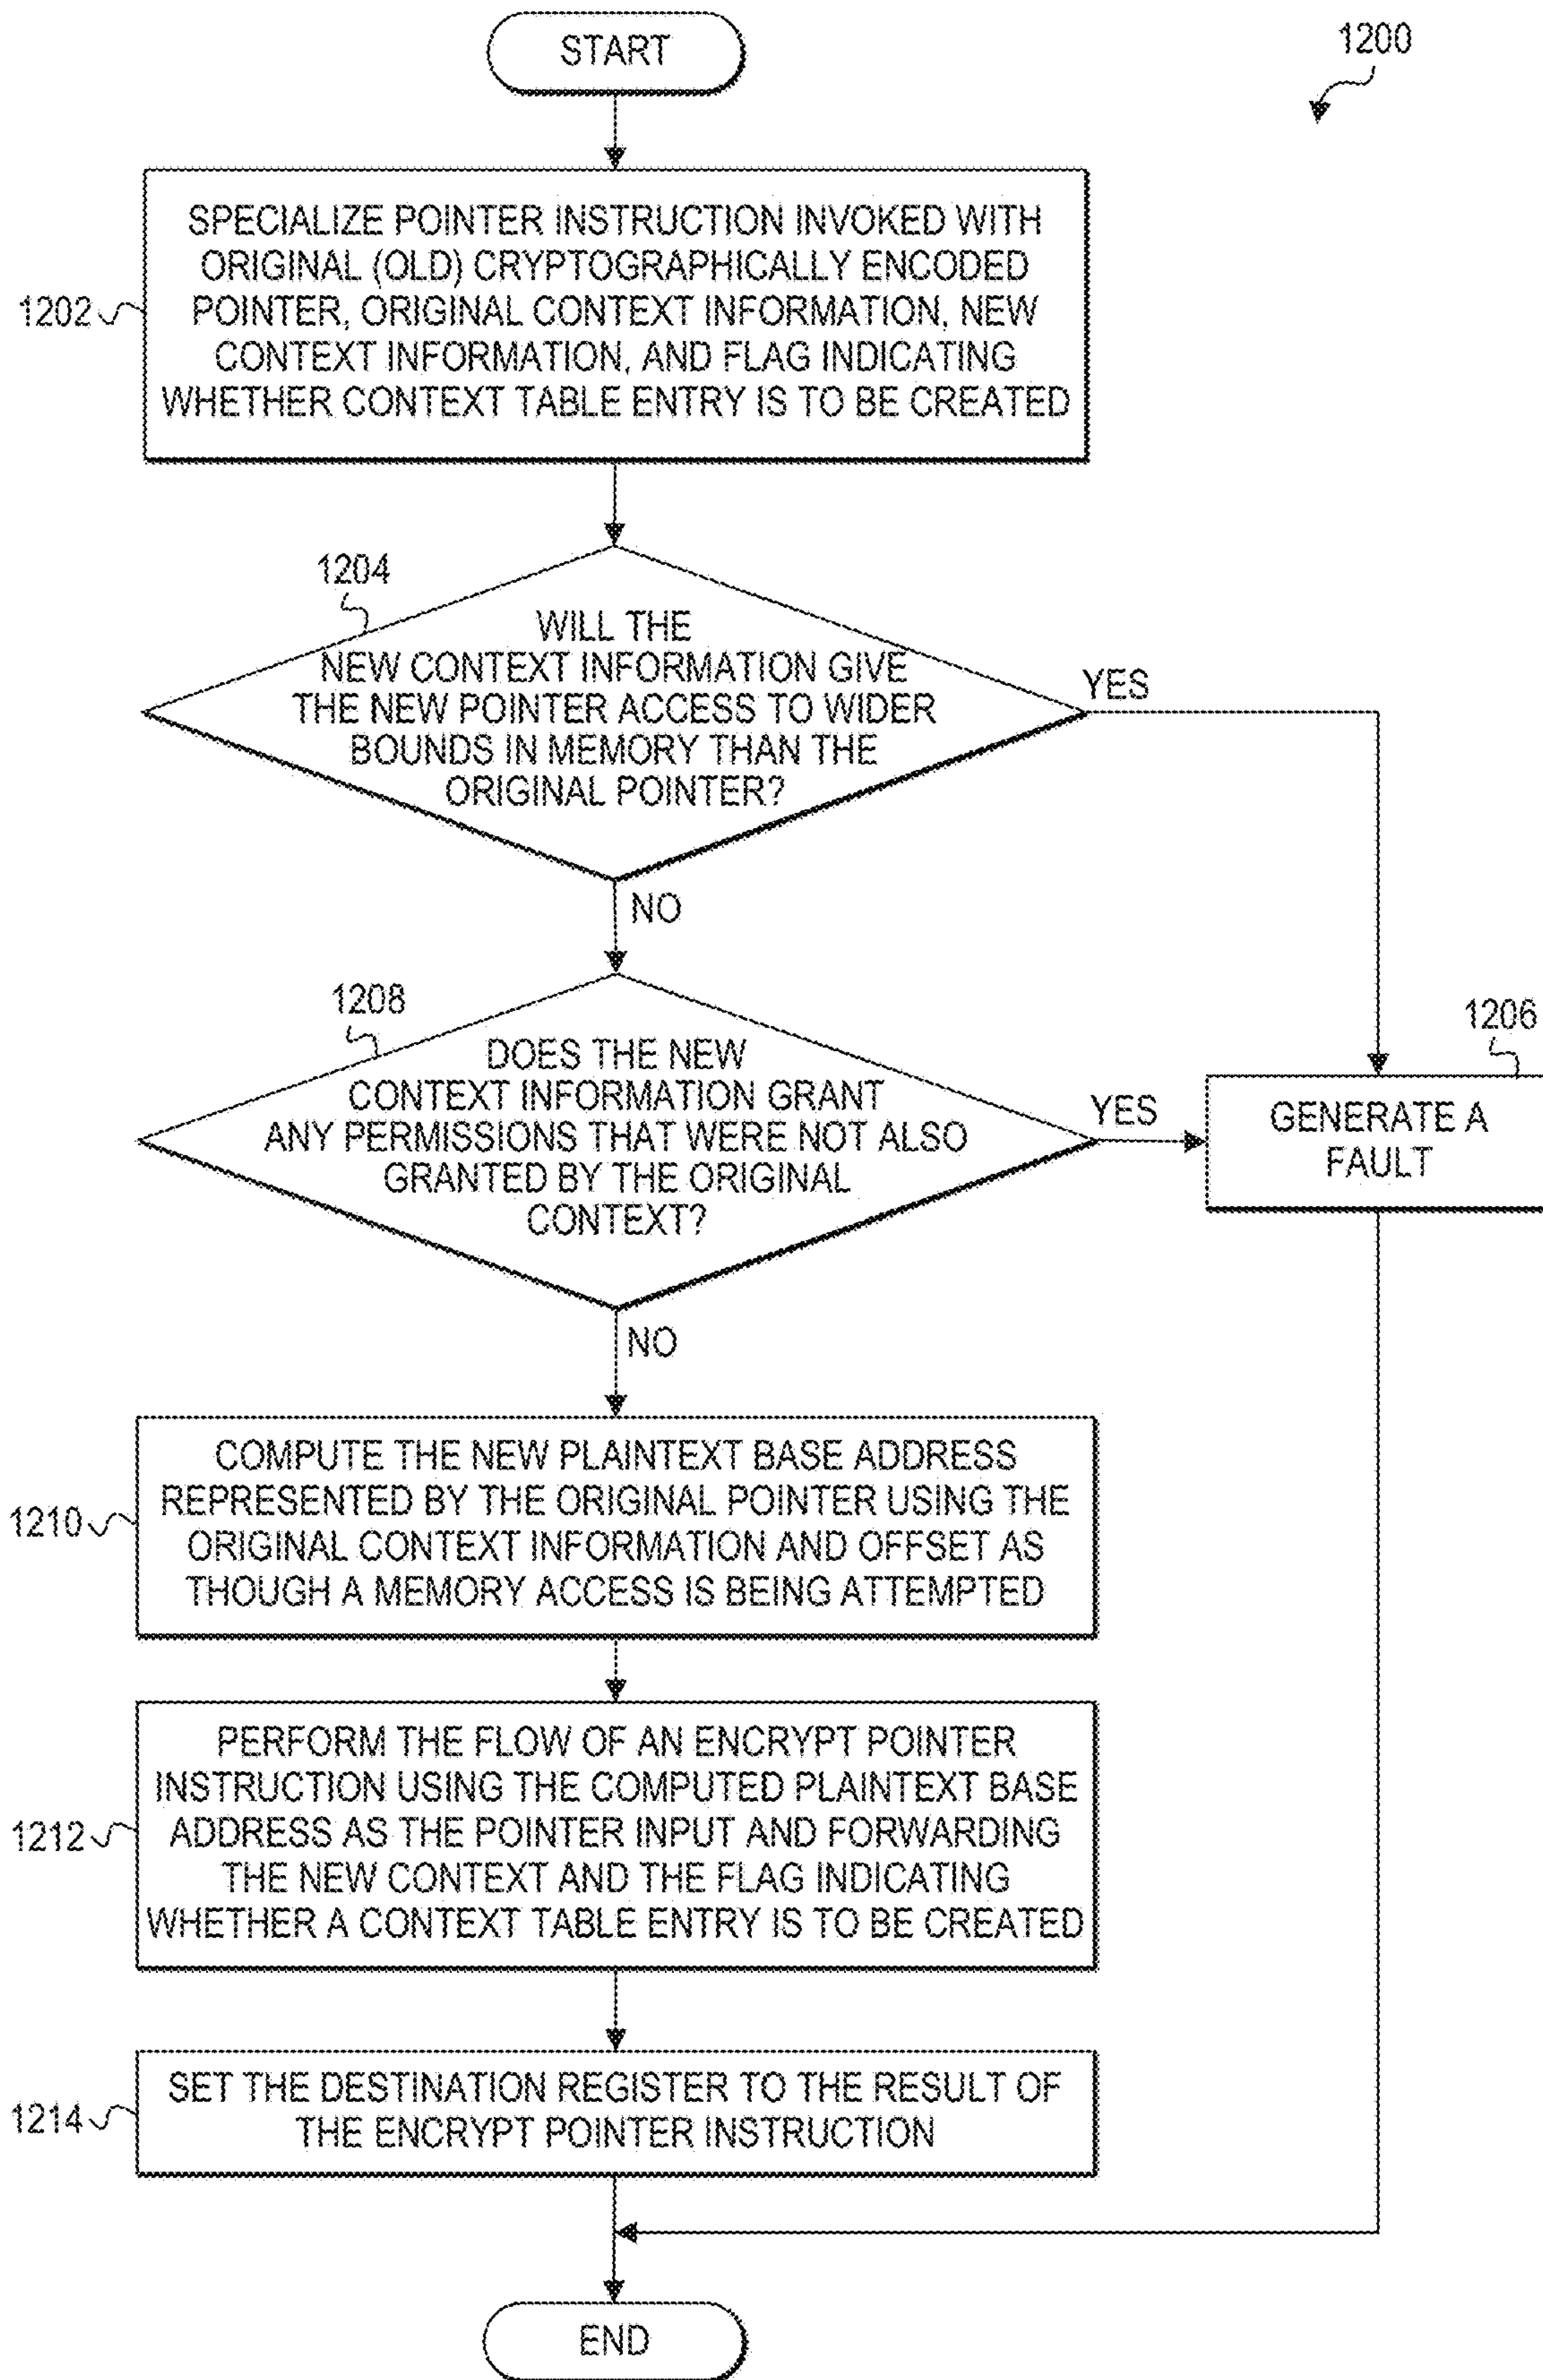 START
1200
1202
SPECIALIZE POINTER INSTRUCTION INVOKED WITH
ORIGINAL (OLD) CRYPTOGRAPHICALLY ENCODED
POINTER, ORIGINAL CONTEXT INFORMATION, NEW
CONTEXT INFORMATION, AND FLAG INDICATING
WHETHER CONTEXT TABLE ENTRY IS TO BE CREATED
1204
WILL THE
NEW CONTEXT INFORMATION GIVE
THE NEW POINTER ACCESS TO WIDER
BOUNDS IN MEMORY THAN THE
ORIGINAL POINTER?
YES
NO
1208
DOES THE NEW
CONTEXT INFORMATION GRANT
ANY PERMISSIONS THAT WERE NOT ALSO
GRANTED BY THE ORIGINAL
CONTEXT?
YES
1206
GENERATE A
FAULT
NO
1210
COMPUTE THE NEW PLAINTEXT BASE ADDRESS
REPRESENTED BY THE ORIGINAL POINTER USING THE
ORIGINAL CONTEXT INFORMATION AND OFFSET AS
THOUGH A MEMORY ACCESS IS BEING ATTEMPTED
1212
PERFORM THE FLOW OF AN ENCRYPT POINTER
INSTRUCTION USING THE COMPUTED PLAINTEXT BASE
ADDRESS AS THE POINTER INPUT AND FORWARDING
THE NEW CONTEXT AND THE FLAG INDICATING
WHETHER A CONTEXT TABLE ENTRY IS TO BE CREATED
1214
SET THE DESTINATION REGISTER TO THE RESULT OF
THE ENCRYPT POINTER INSTRUCTION
END